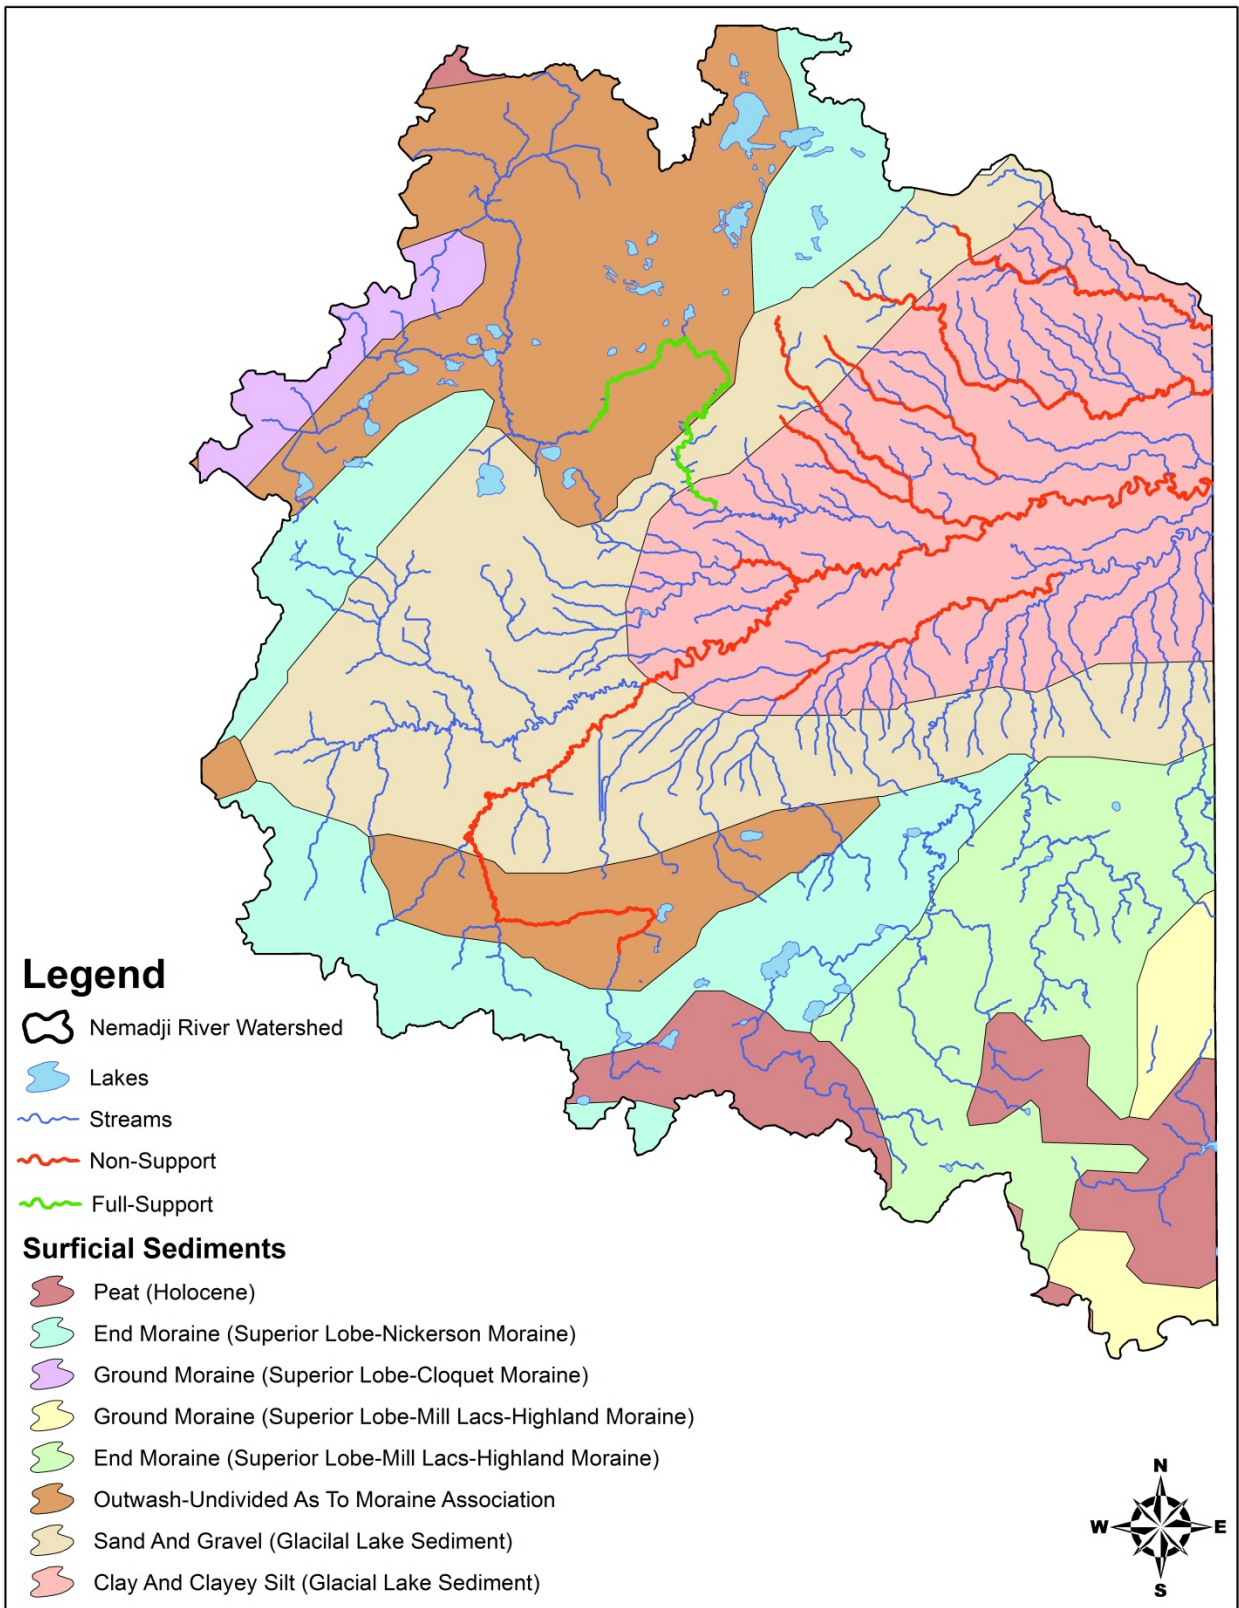 Legend
Nemadji River Watershed
Lakes
Streams
Non-Support
Full-Support
Surficial Sediments
Peat (Holocene)
End Moraine (Superior Lobe-Nickerson Moraine)
Ground Moraine (Superior Lobe-Cloquet Moraine)
Ground Moraine (Superior Lobe-Mill Lacs-Highland Moraine)
End Moraine (Superior Lobe-Mill Lacs-Highland Moraine)
Outwash-Undivided As To Moraine Association
Sand And Gravel (Glacilal Lake Sediment)
Clay And Clayey Silt (Glacial Lake Sediment)
N
W E
S